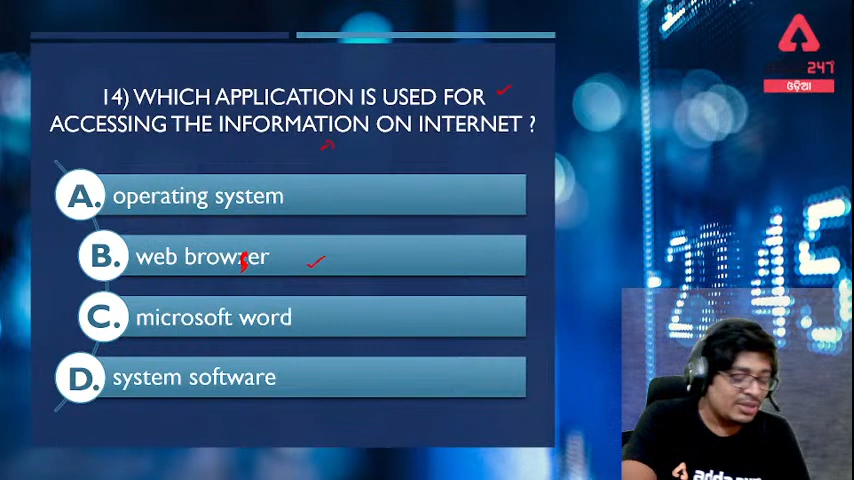 247
ଓଡ଼ିଆ
14) WHICH APPLICATION IS USED FOR
ACCESSING THE INFORMATION ON INTERNET ?
A. operating system
B. web browzer
C. microsoft word
D. system software